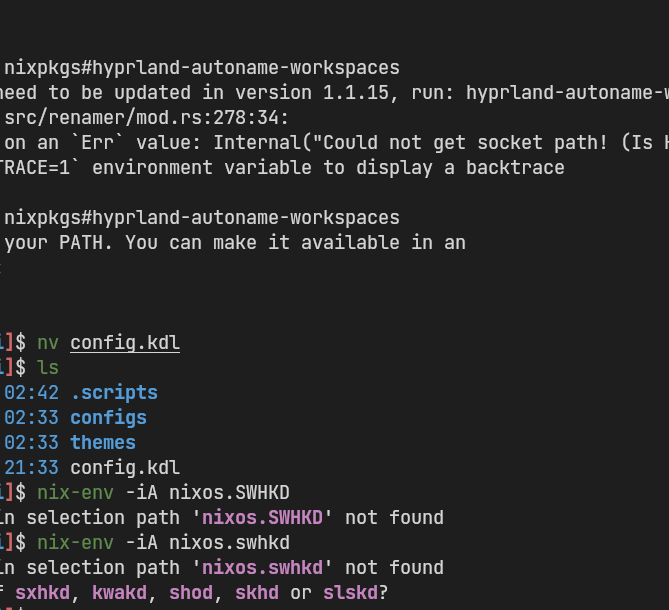 nixpkgs#hyprland-autoname-workspaces
need to be updated in version 1.1.15, run: hyprland-autoname-w
src/renamer/mod.rs:278:34:
on an `Err` value: Internal("Could not get socket path! (Is H
TRACE=1` environment variable to display a backtrace
nixpkgs#hyprland-autoname-workspaces
your PATH. You can make it available in an
i]$ nv config.kdl
i]$ ls
02:42 .scripts
02:33 configs
02:33 themes
21:33 config.kdl
i]$ nix-env -iA nixos.SWHKD
in selection path 'nixos.SWHKD' not found
i]$ nix-env -iA nixos.swhkd
in selection path 'nixos.swhkd' not found
f sxhkd, kwakd, shod, skhd or slskd?